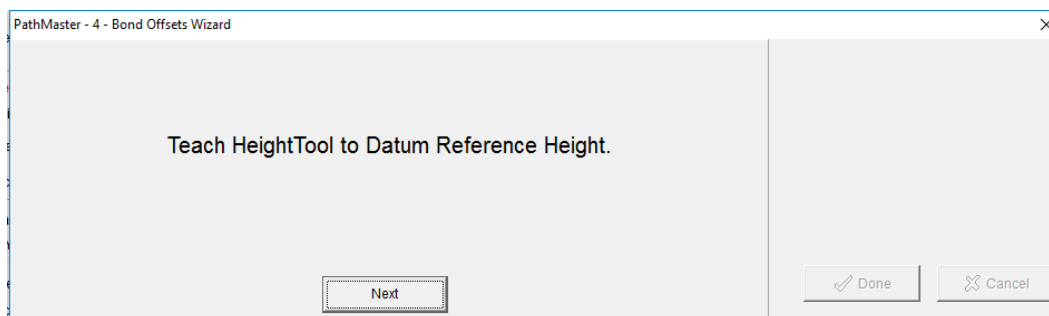 PathMaster - 4 - Bond Offsets Wizard
Teach HeightTool to Datum Reference Height.
Next
Done
Cancel